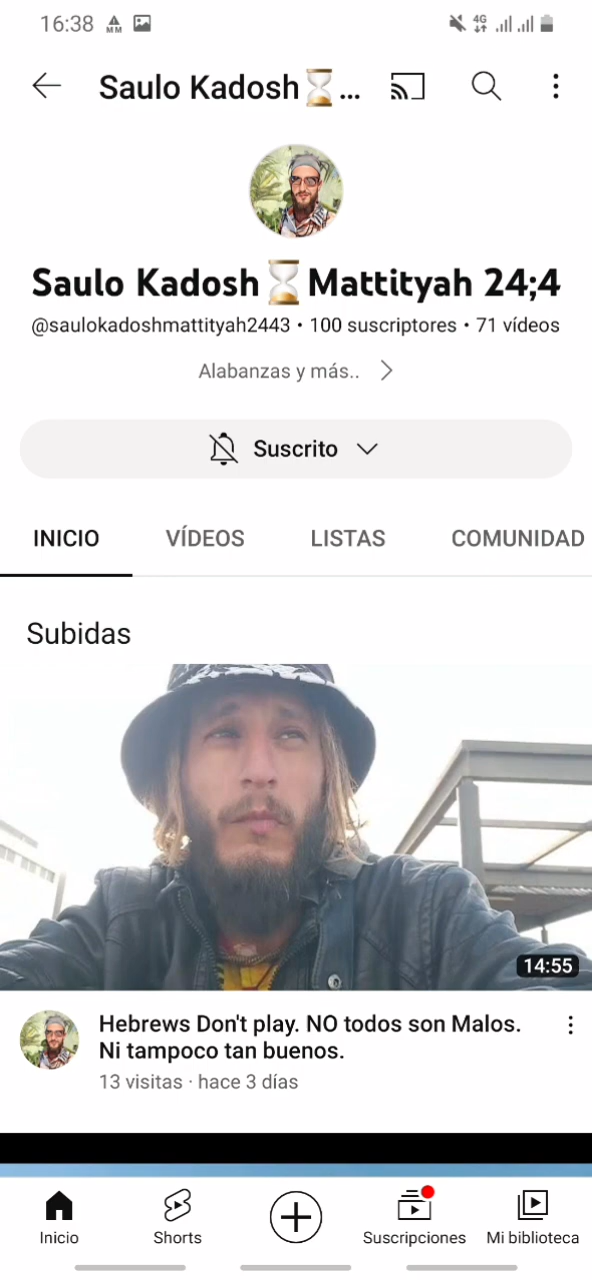 16:38
4G
Saulo Kadosh⏳...
Saulo Kadosh⏳Mattityah 24;4
@saulokadoshmattityah2443 • 100 suscriptores • 71 vídeos
Alabanzas y más..
Suscrito
INICIO VÍDEOS LISTAS COMUNIDAD
Subidas
14:55
Hebrews Don't play. NO todos son Malos.
Ni tampoco tan buenos.
13 visitas · hace 3 días
Inicio Shorts Suscripciones Mi biblioteca